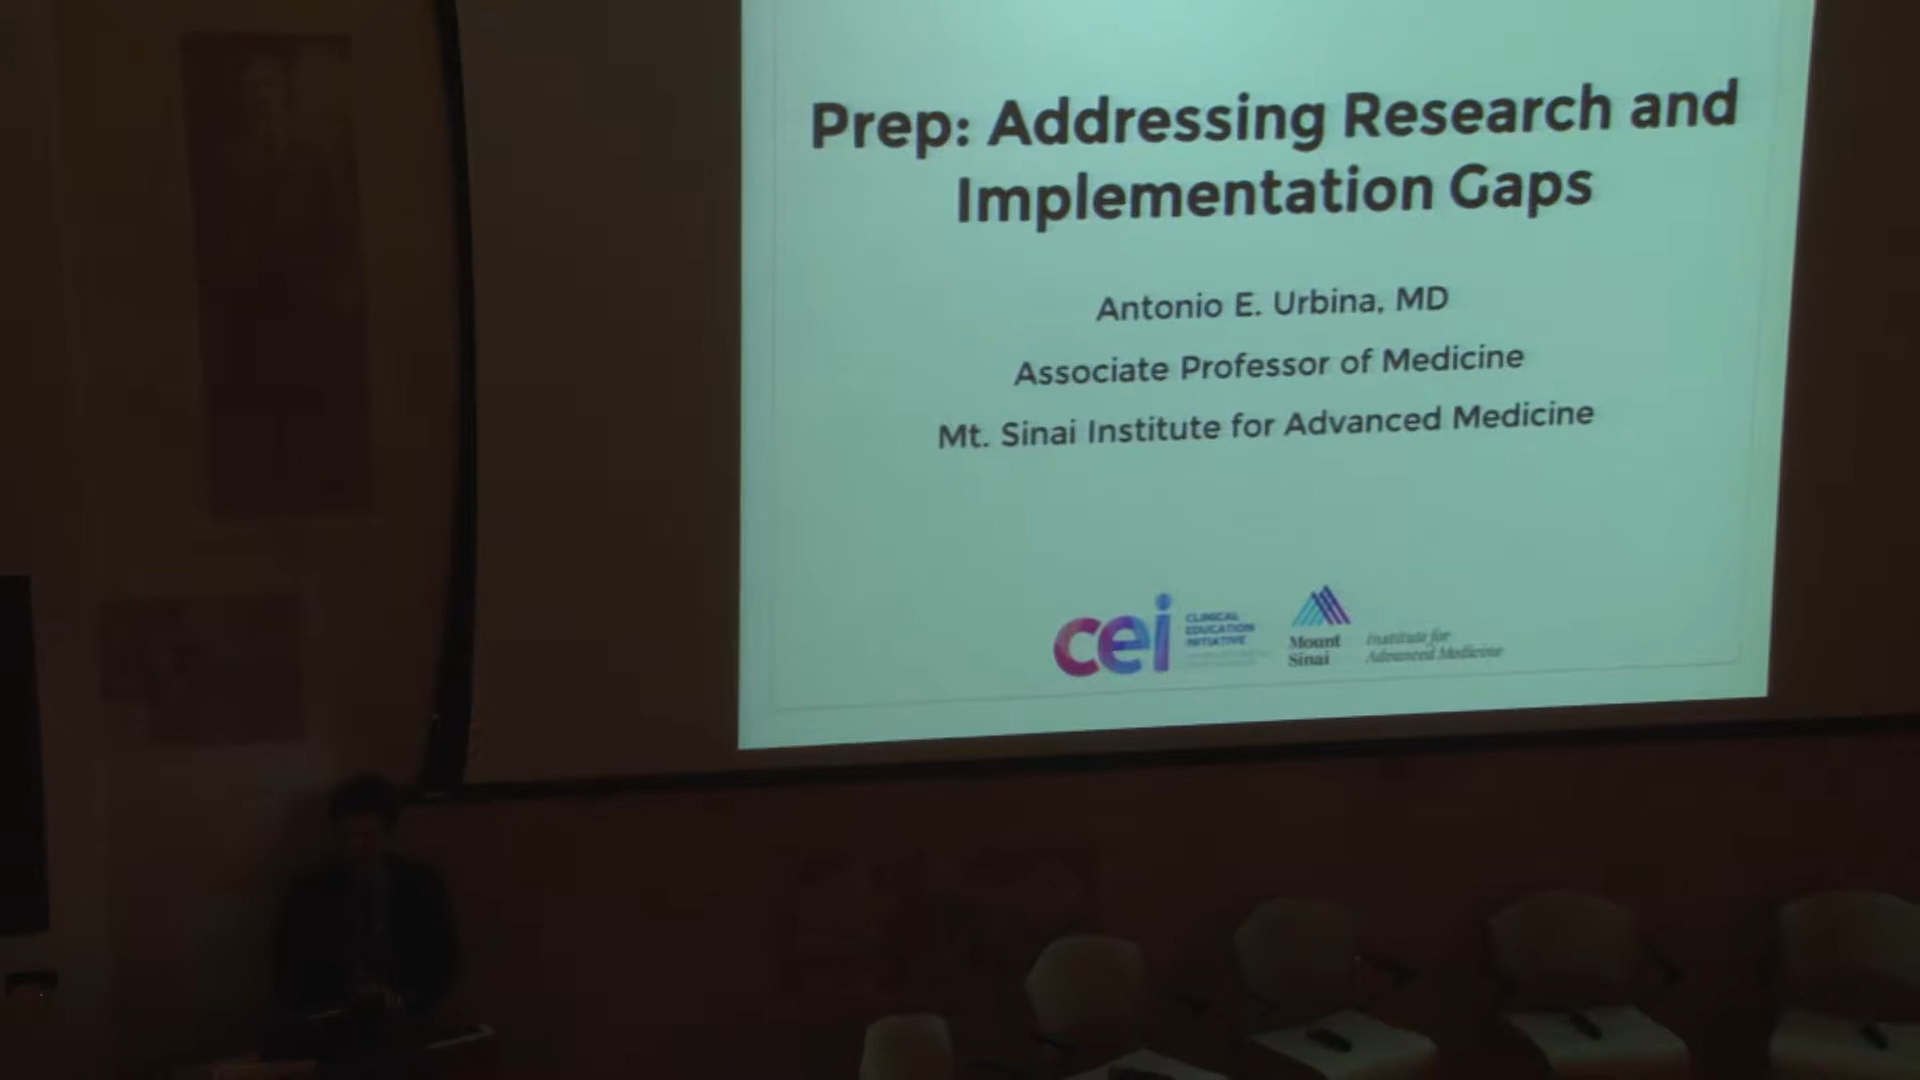 Prep: Addressing Research and
Implementation Gaps
Antonio E. Urbina, MD
Associate Professor of Medicine
Mt. Sinai Institute for Advanced Medicine
cei
CLINICAL
EDUCATION
INITIATIVE
Mount
Sinai
Institute for
Advanced Medicine